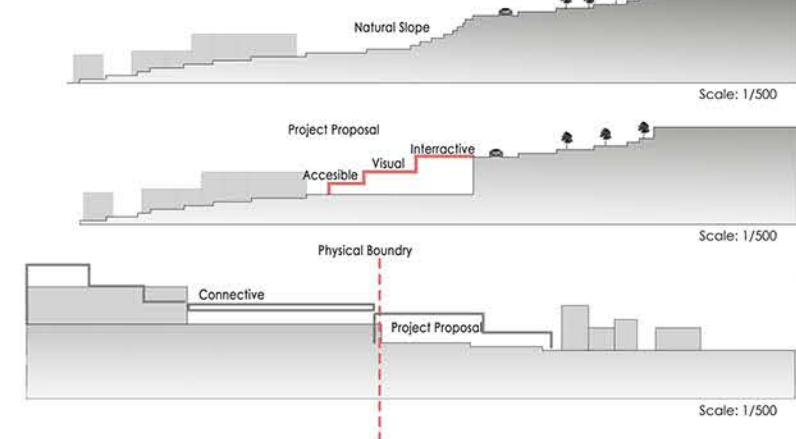 Natural Slope
Scale: 1/500
Project Proposal
Interractive
Visual
Accesible
Scale: 1/500
Physical Boundry
Connective
Project Proposal
Scale: 1/500